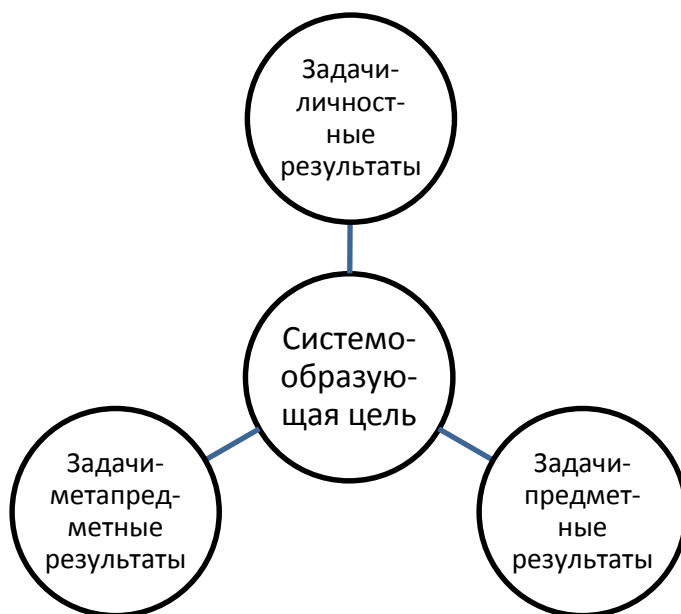 Задачи-
личност-
ные
результаты
Системо-
образую-
щая цель
Задачи-
метапред-
метные
результаты
Задачи-
предмет-
ные
результаты